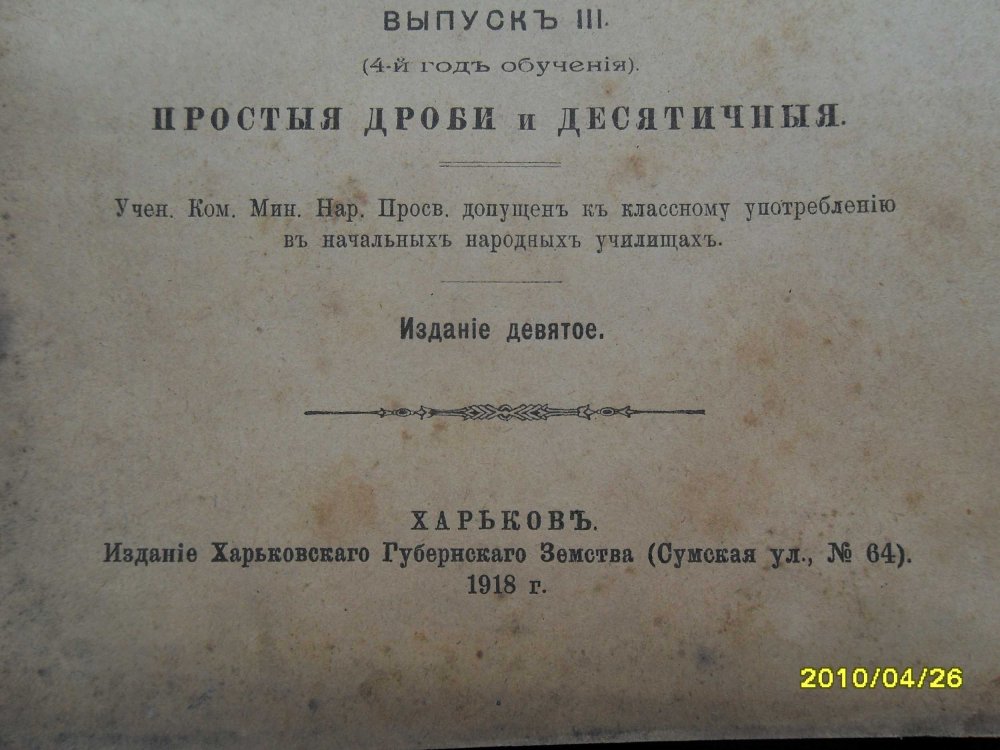 ВЫПУСКЪ III.
(4-й годъ обученія).
ПРОСТЫЯ ДРОБИ и ДЕСЯТИЧНЫЯ.
Учен. Ком. Мин. Нар. Просв. допущенъ къ классному употребленію
въ начальныхъ народныхъ училищахъ.
Изданіе девятое.
ХАРЬКОВЪ.
Изданіе Харьковскаго Губернскаго Земства (Сумская ул., № 64).
1918 г.
2010/04/26